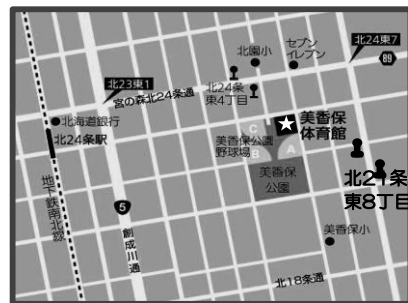 北24東7
北園小
セブン
イレブン
89
北23東1
宮の森北24条通
北24条
東4丁目
北海道銀行
北24条駅
美香保
体育館
C
美香保公園
野球場
B
A
美香保
公園
北21条
東8丁目
地下鉄南北線
5
創成川通
美香保小
北18条通